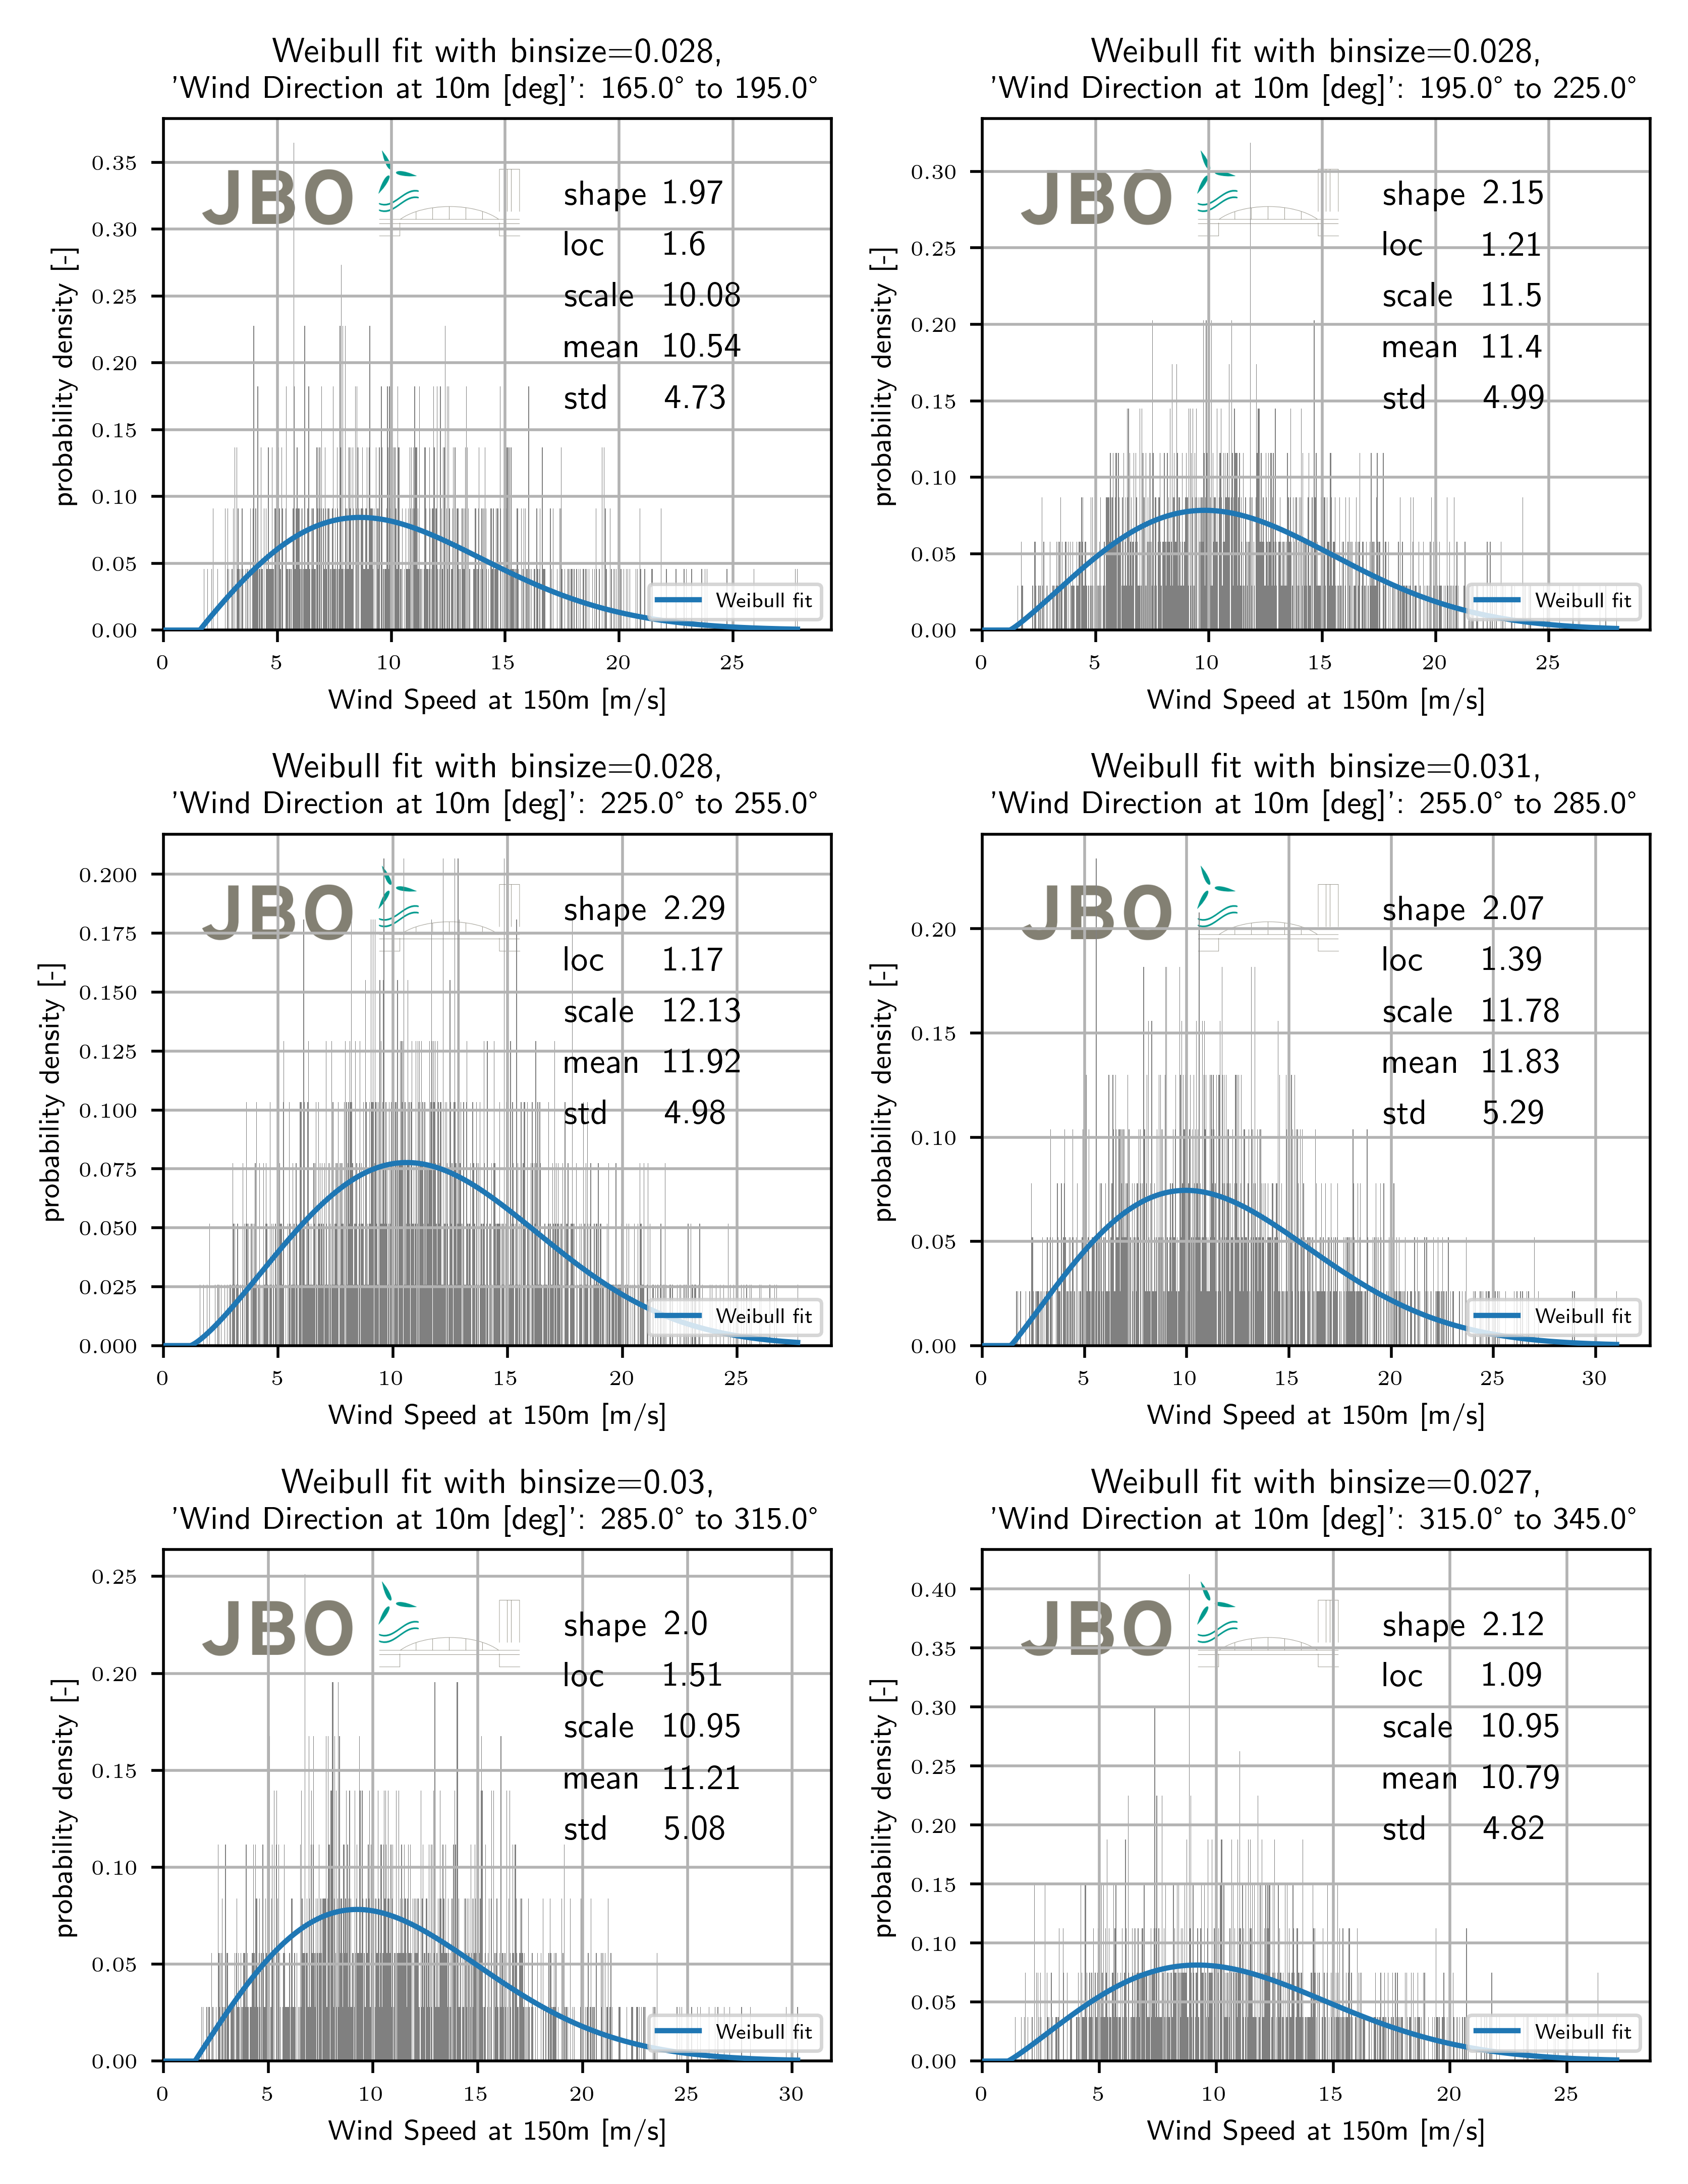 Weibull fit with binsize=0.028,
'Wind Direction at 10m [deg]': 165.0° to 195.0°
JBO
shape 1.97
loc 1.6
scale 10.08
mean 10.54
std 4.73
0.35
0.30
0.25
0.20
0.15
0.10
0.05
0.00
probability density [-]
Weibull fit
0 5 10 15 20 25
Wind Speed at 150m [m/s]
Weibull fit with binsize=0.028,
'Wind Direction at 10m [deg]': 195.0° to 225.0°
JBO
shape 2.15
loc 1.21
scale 11.5
mean 11.4
std 4.99
0.30
0.25
0.20
0.15
0.10
0.05
0.00
probability density [-]
Weibull fit
0 5 10 15 20 25
Wind Speed at 150m [m/s]
Weibull fit with binsize=0.028,
'Wind Direction at 10m [deg]': 225.0° to 255.0°
JBO
shape 2.29
loc 1.17
scale 12.13
mean 11.92
std 4.98
0.200
0.175
0.150
0.125
0.100
0.075
0.050
0.025
0.000
probability density [-]
Weibull fit
0 5 10 15 20 25
Wind Speed at 150m [m/s]
Weibull fit with binsize=0.031,
'Wind Direction at 10m [deg]': 255.0° to 285.0°
JBO
shape 2.07
loc 1.39
scale 11.78
mean 11.83
std 5.29
0.20
0.15
0.10
0.05
0.00
probability density [-]
Weibull fit
0 5 10 15 20 25 30
Wind Speed at 150m [m/s]
Weibull fit with binsize=0.03,
'Wind Direction at 10m [deg]': 285.0° to 315.0°
JBO
shape 2.0
loc 1.51
scale 10.95
mean 11.21
std 5.08
0.25
0.20
0.15
0.10
0.05
0.00
probability density [-]
Weibull fit
0 5 10 15 20 25 30
Wind Speed at 150m [m/s]
Weibull fit with binsize=0.027,
'Wind Direction at 10m [deg]': 315.0° to 345.0°
JBO
shape 2.12
loc 1.09
scale 10.95
mean 10.79
std 4.82
0.40
0.35
0.30
0.25
0.20
0.15
0.10
0.05
0.00
probability density [-]
Weibull fit
0 5 10 15 20 25
Wind Speed at 150m [m/s]